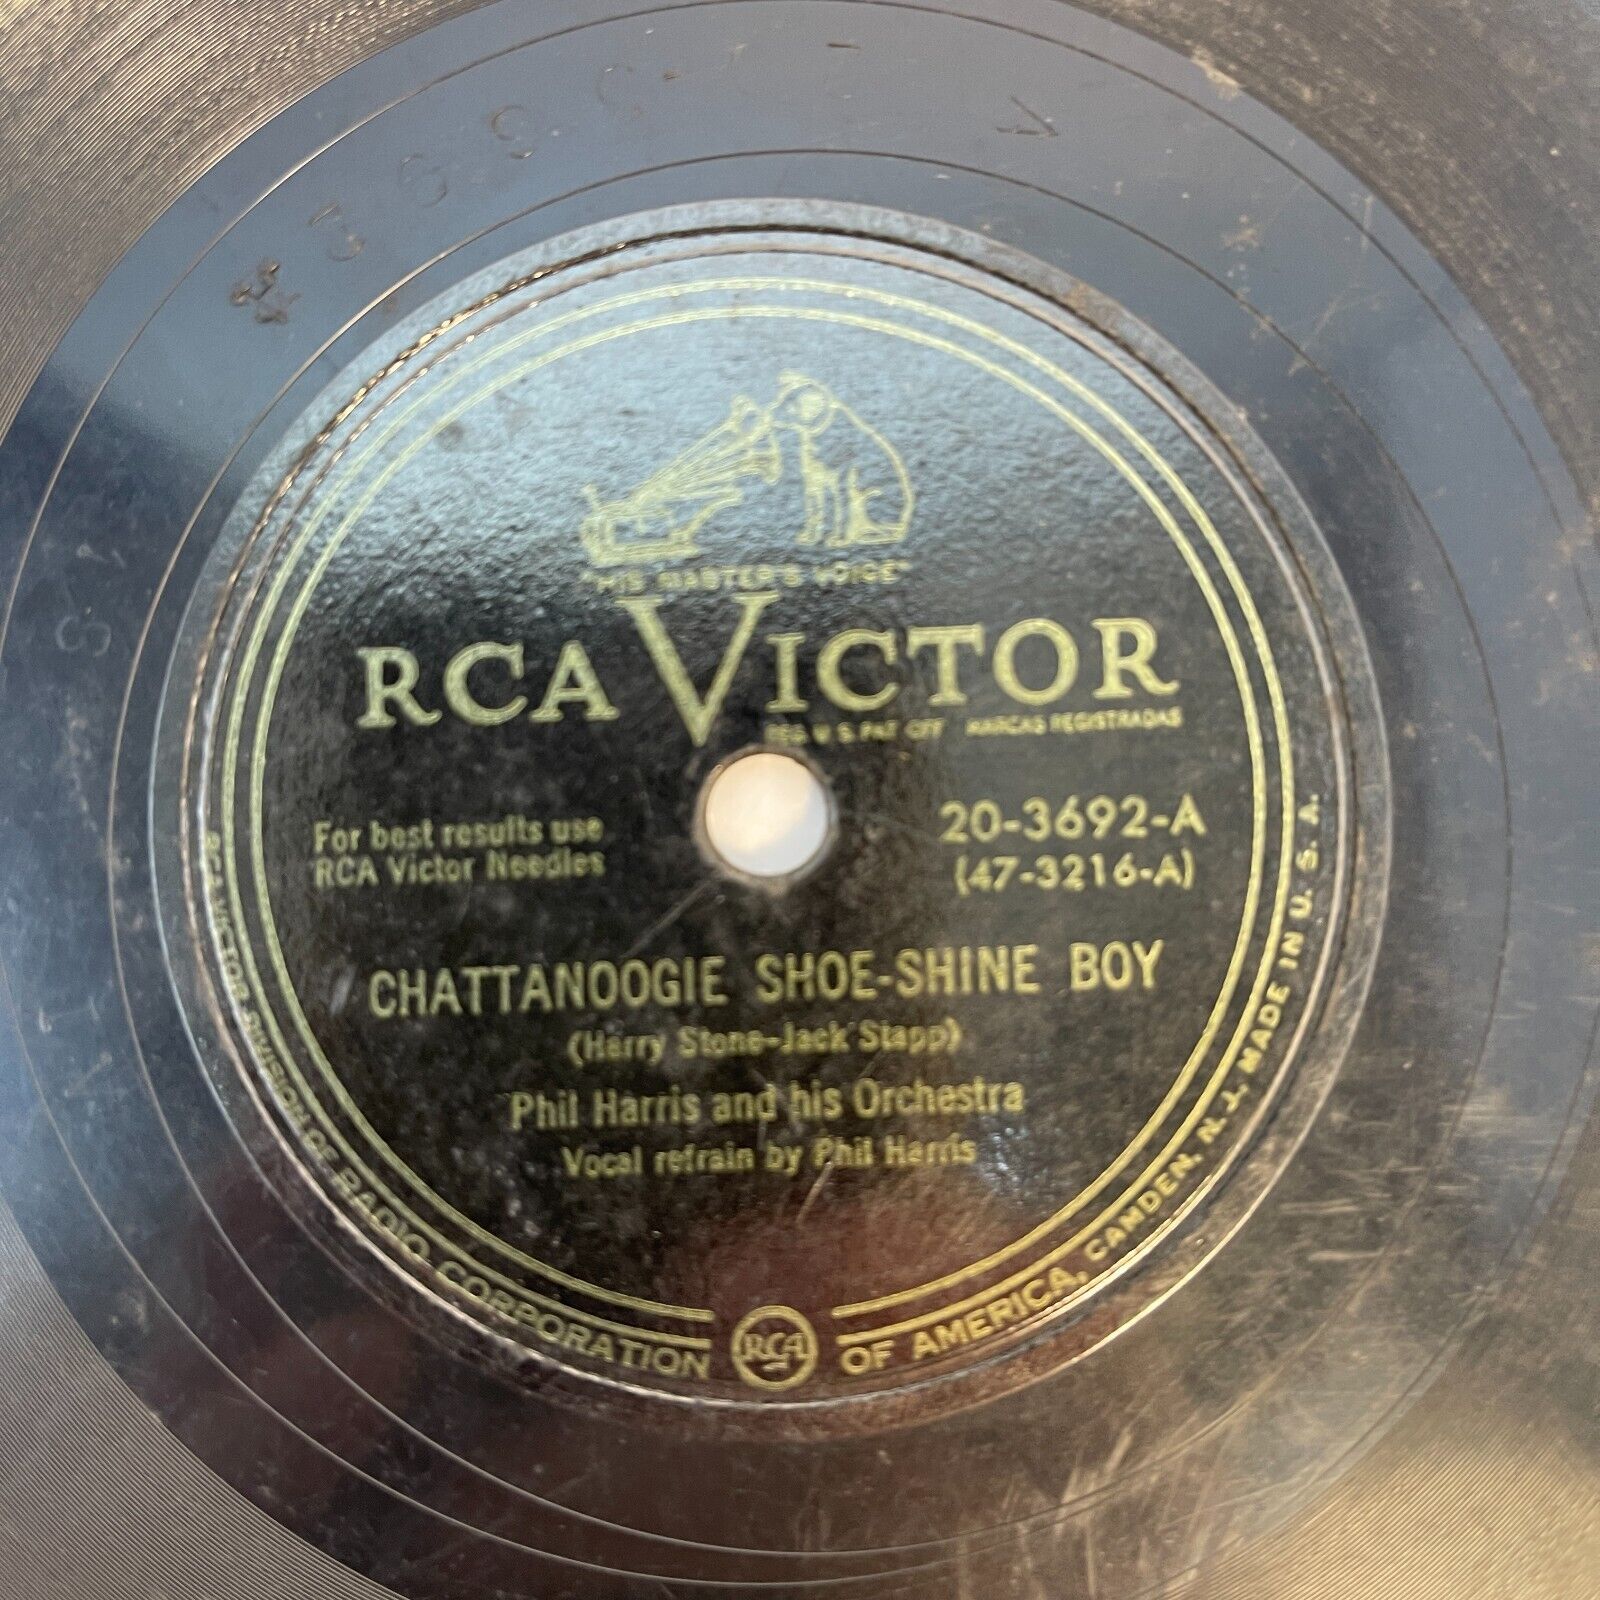 "HIS MASTER'S VOICE"
RCA VICTOR
REG. U. S. PAT. OFF. MARCAS REGISTRADAS
For best results use
RCA Victor Needles
20-3692-A
(47-3216-A)
CHATTANOOGIE SHOE-SHINE BOY
(Harry Stone-Jack Stapp)
Phil Harris and his Orchestra
Vocal refrain by Phil Harris
RCA VICTOR DIVISION OF RADIO CORPORATION RCA OF AMERICA, CAMDEN, N. J. MADE IN U. S. A.
S
A